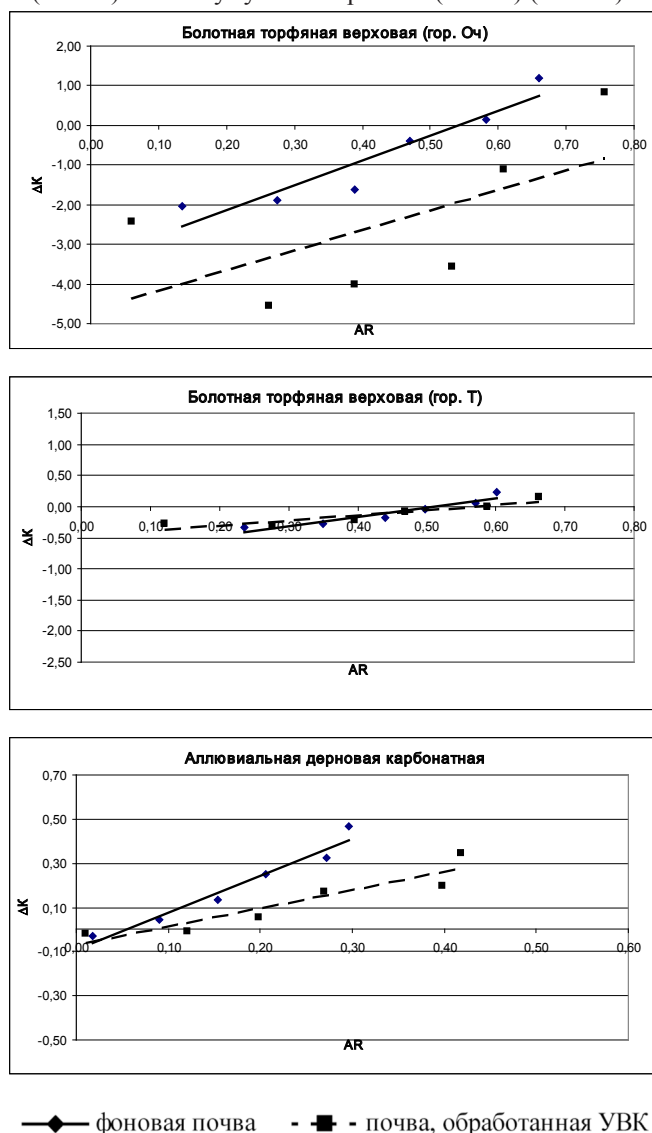 Болотная торфяная верховая (гор. Оч)
2,00
1,00
0,00
-1,00
-2,00
-3,00
-4,00
-5,00
0,00 0,10 0,20 0,30 0,40 0,50 0,60 0,70 0,80
ΔK
AR
Болотная торфяная верховая (гор. Т)
1,50
1,00
0,50
0,00
-0,50
-1,00
-1,50
-2,00
-2,50
0,00 0,10 0,20 0,30 0,40 0,50 0,60 0,70 0,80
ΔK
AR
Аллювиальная дерновая карбонатная
0,70
0,50
0,30
0,10
-0,10
-0,30
-0,50
0,00 0,10 0,20 0,30 0,40 0,50 0,60
ΔK
AR
фоновая почва почва, обработанная УВК